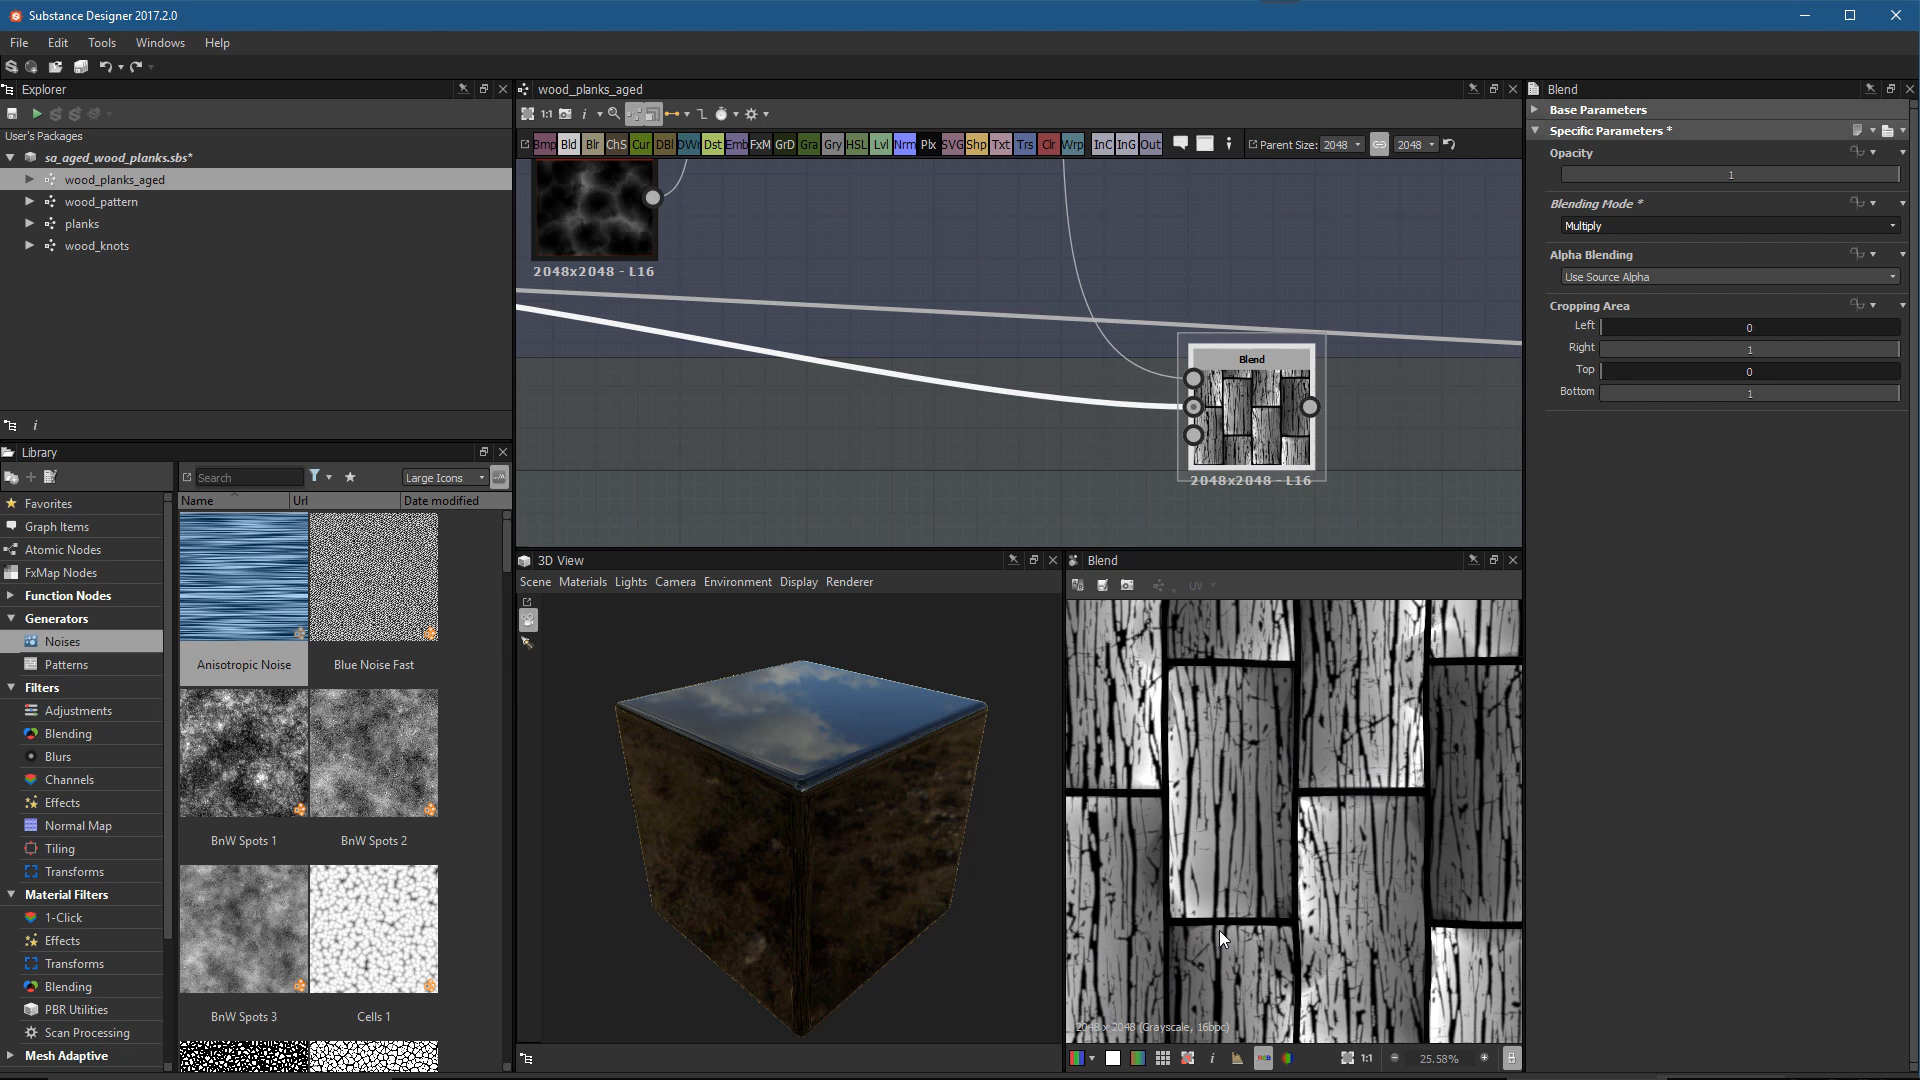 Substance Designer 2017.2.0
File Edit Tools Windows Help
Explorer
User's Packages
sa_aged_wood_planks.sbs*
wood_planks_aged
wood_pattern
planks
wood_knots
Library
Search
Large Icons
Name Url Date modified
Favorites
Graph Items
Atomic Nodes
FxMap Nodes
Function Nodes
Generators
Noises
Patterns
Filters
Adjustments
Blending
Blurs
Channels
Effects
Normal Map
Tiling
Transforms
Material Filters
1-Click
Effects
Transforms
Blending
PBR Utilities
Scan Processing
Mesh Adaptive
Anisotropic Noise
Blue Noise Fast
BnW Spots 1
BnW Spots 2
BnW Spots 3
Cells 1
wood_planks_aged
1:1
Bmp Bld Blr ChS Cur DBl DWr Dst Emb FxM GrD Gra Gry HSL Lvl Nrm Plx SVG Shp Txt Trs Clr Wrp InC InG Out
Parent Size: 2048 2048
2048x2048 - L16
Blend
2048x2048 - L16
3D View
Scene Materials Lights Camera Environment Display Renderer
Blend
UV
2048 x 2048 (Grayscale, 16bpc)
RGB
1:1
25.58%
Blend
Base Parameters
Specific Parameters *
Opacity
1
Blending Mode *
Multiply
Alpha Blending
Use Source Alpha
Cropping Area
Left 0
Right 1
Top 0
Bottom 1